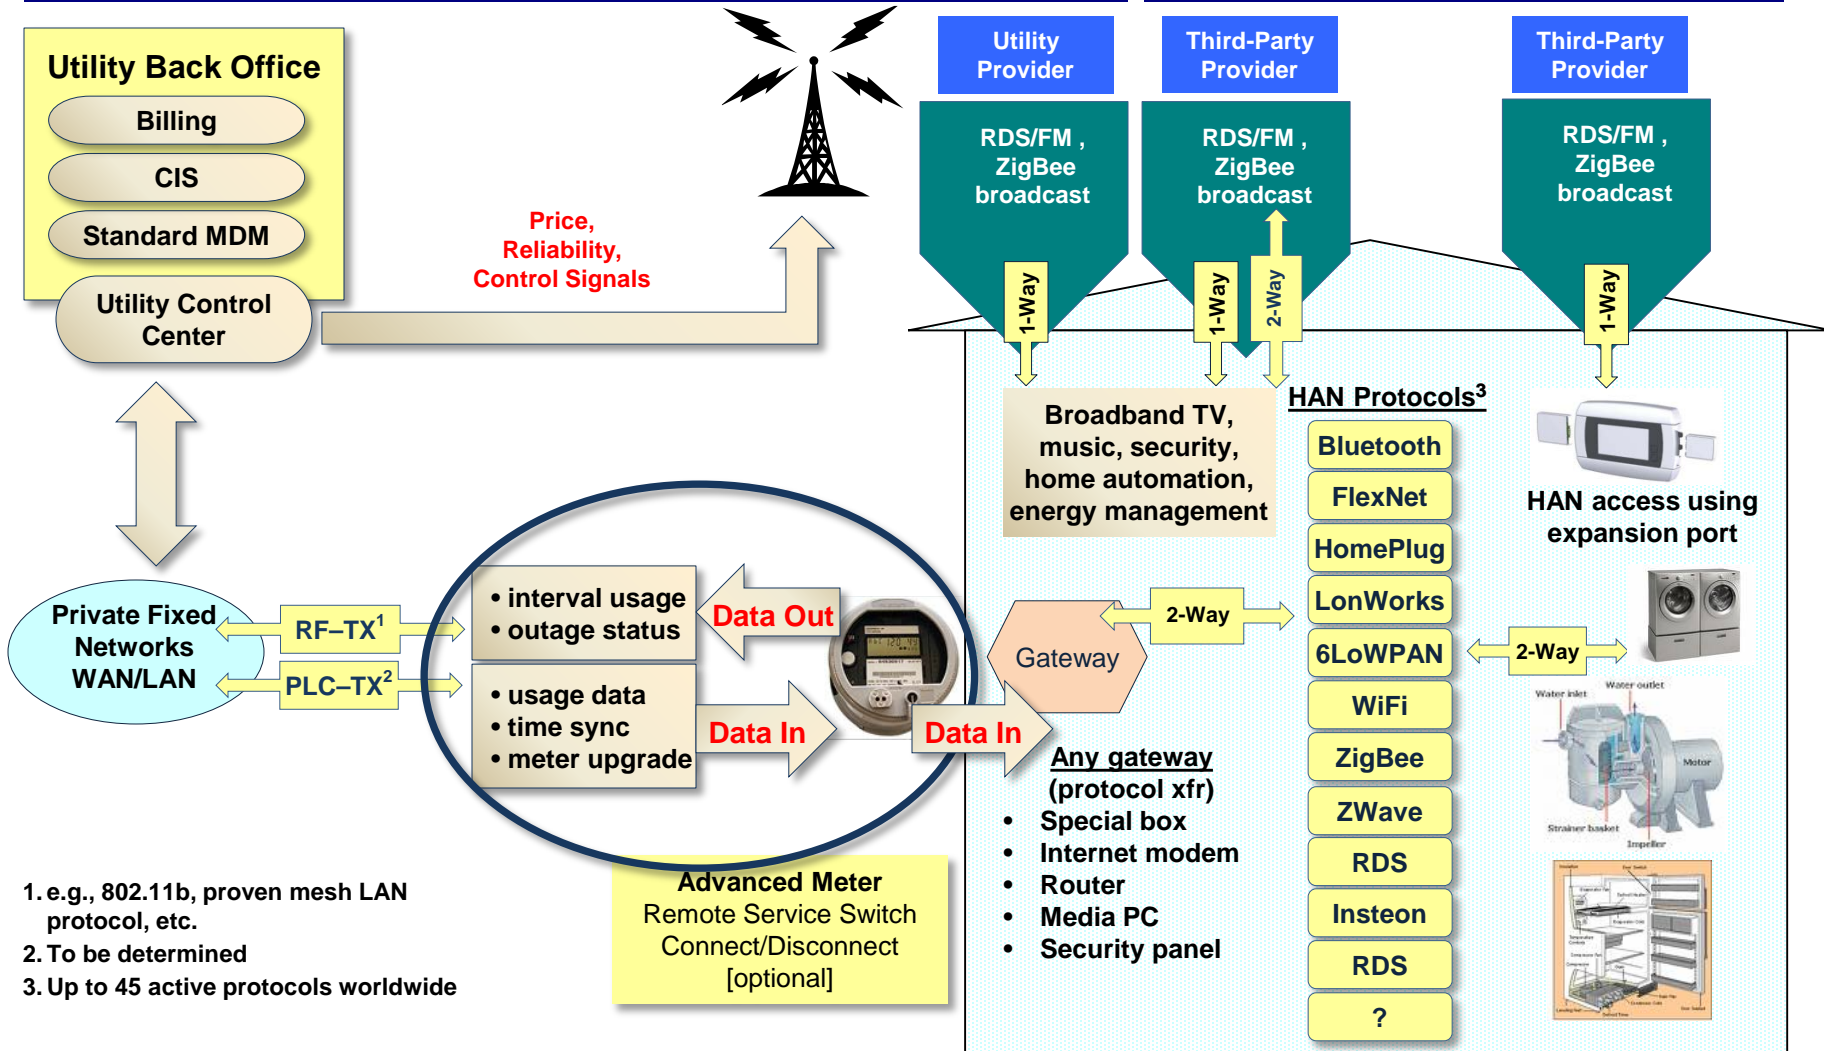 Utility Back Office
Billing
CIS
Standard MDM
Utility Control
Center
Price,
Reliability,
Control Signals
Utility
Provider
Third-Party
Provider
Third-Party
Provider
RDS/FM ,
ZigBee
broadcast
RDS/FM ,
ZigBee
broadcast
RDS/FM ,
ZigBee
broadcast
1-Way
1-Way
2-Way
1-Way
Broadband TV,
music, security,
home automation,
energy management
HAN Protocols³
Bluetooth
FlexNet
HomePlug
LonWorks
6LoWPAN
WiFi
ZigBee
ZWave
RDS
Insteon
RDS
?
HAN access using
expansion port
Private Fixed
Networks
WAN/LAN
RF–TX¹
PLC–TX²
• interval usage
• outage status
Data Out
• usage data
• time sync
• meter upgrade
Data In
Data In
Gateway
2-Way
2-Way
Any gateway
(protocol xfr)
• Special box
• Internet modem
• Router
• Media PC
• Security panel
Water inlet
Water outlet
Motor
Strainer basket
Impeller
Advanced Meter
Remote Service Switch
Connect/Disconnect
[optional]
1. e.g., 802.11b, proven mesh LAN
protocol, etc.
2. To be determined
3. Up to 45 active protocols worldwide